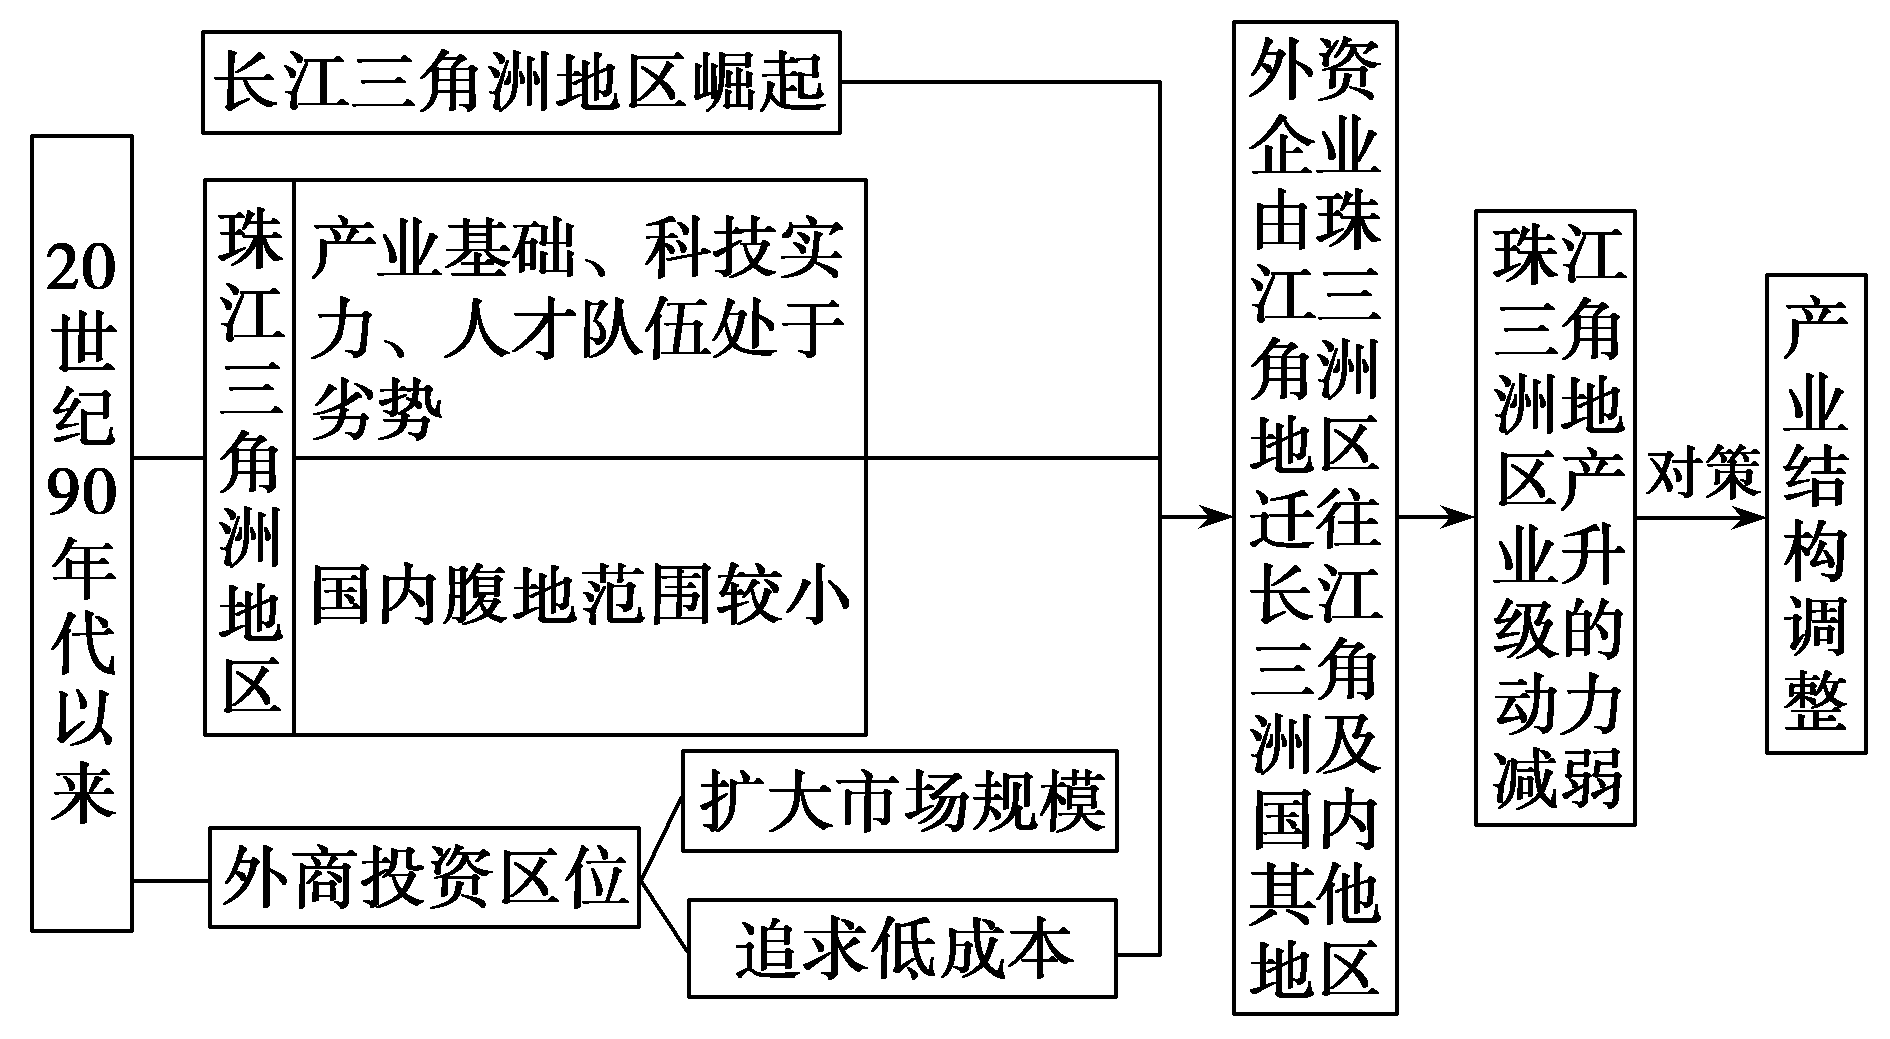 20
世
纪
90
年
代
以
来
长江三角洲地区崛起
珠
江
三
角
洲
地
区
产业基础、科技实
力、人才队伍处于
劣势
国内腹地范围较小
外商投资区位
扩大市场规模
追求低成本
外资
企业
由珠
江三
角洲
地区
迁往
长江
三角
洲及
国内
其他
地区
珠江
三角
洲地
区产
业升
级的
动力
减弱
对策
产
业
结
构
调
整